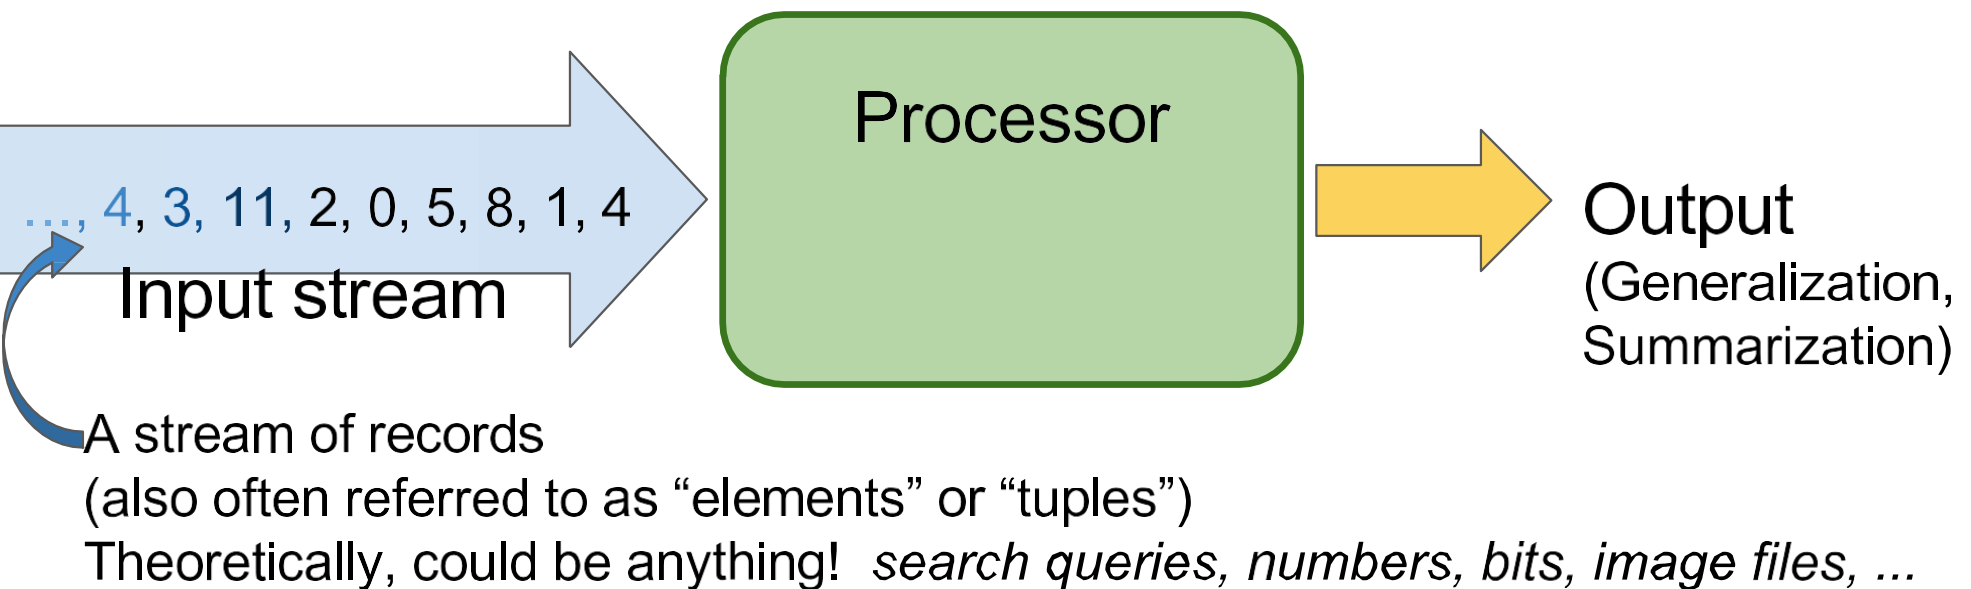 Processor
..., 4, 3, 11, 2, 0, 5, 8, 1, 4
Input stream
Output
(Generalization,
Summarization)
A stream of records
(also often referred to as “elements” or “tuples”)
Theoretically, could be anything! search queries, numbers, bits, image files, ...